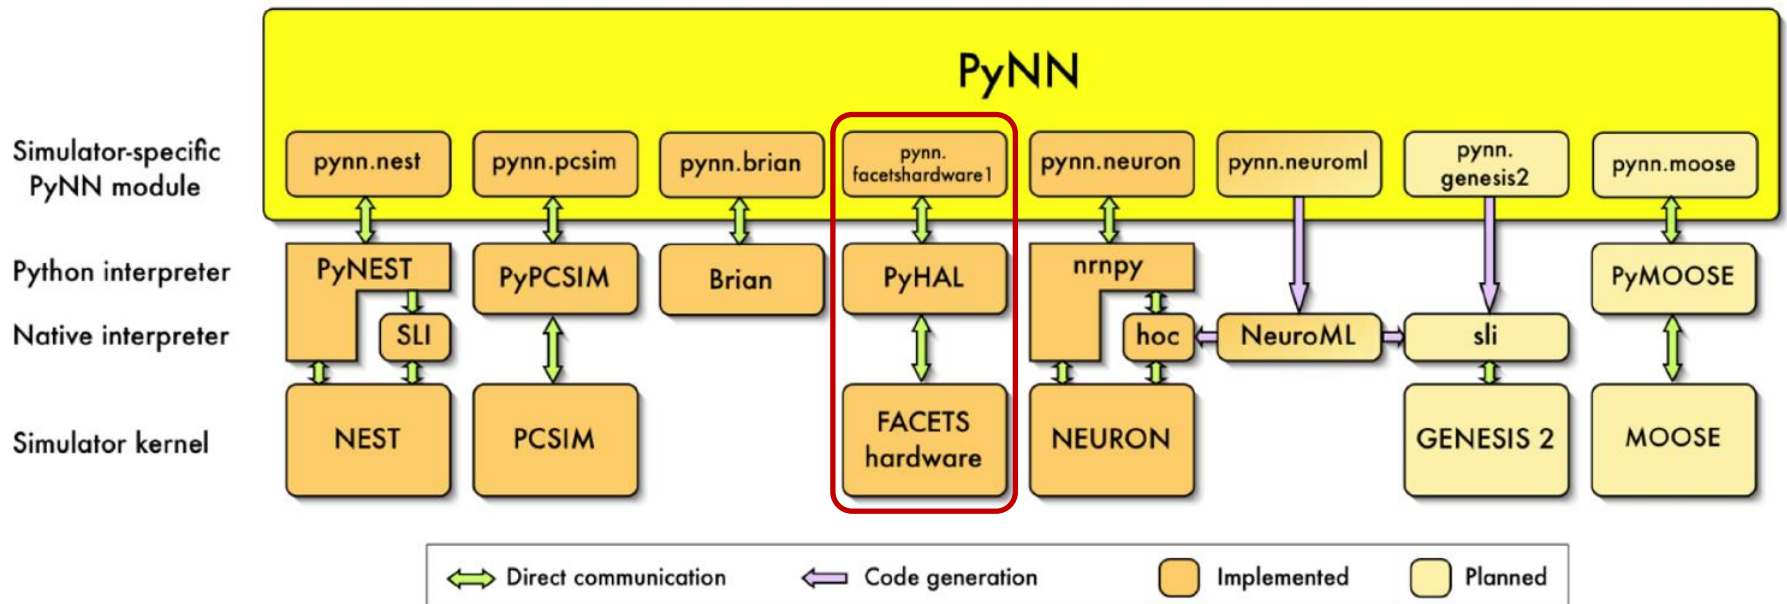 PyNN
Simulator-specific
PyNN module
pynn.nest
pynn.pcsim
pynn.brian
pynn.
facetshardware1
pynn.neuron
pynn.neuroml
pynn.
genesis2
pynn.moose
Python interpreter
PyNEST
PyPCSIM
Brian
PyHAL
nrnpy
PyMOOSE
Native interpreter
SLI
hoc
NeuroML
sli
Simulator kernel
NEST
PCSIM
FACETS
hardware
NEURON
GENESIS 2
MOOSE
Direct communication
Code generation
Implemented
Planned